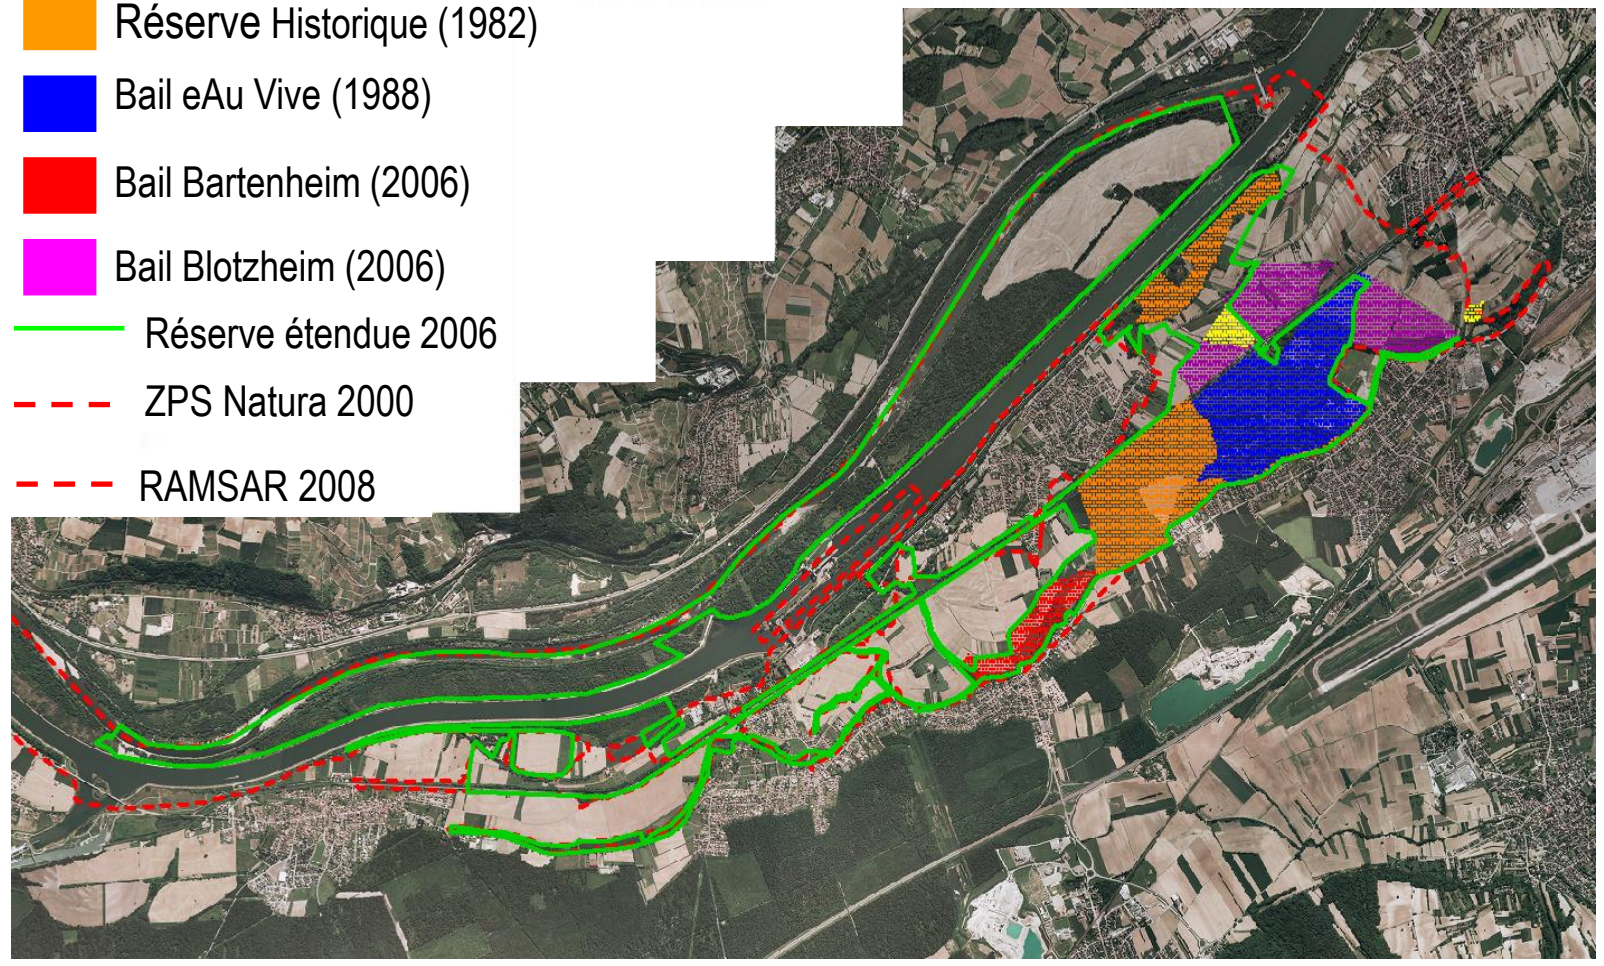 Réserve Historique (1982)
Bail eAu Vive (1988)
Bail Bartenheim (2006)
Bail Blotzheim (2006)
Réserve étendue 2006
ZPS Natura 2000
RAMSAR 2008